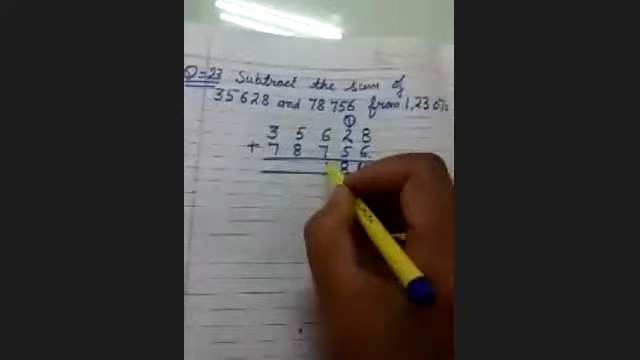 Q=23 Subtract the sum of
35628 and 78756 from 1,230
1
3 5 6 2 8
+ 7 8 7 5 6
8